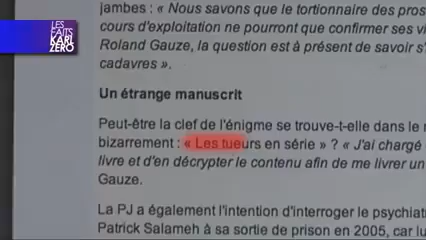 LES
FAITS
KARL
ZERO
jambes : « Nous savons que le tortionnaire des pros
cours d'exploitation ne pourront que confirmer ses vi
Roland Gauze, la question est à présent de savoir s'
cadavres ».
Un étrange manuscrit
Peut-être la clef de l'énigme se trouve-t-elle dans le r
bizarrement : « Les tueurs en série » ? « J'ai chargé
livre et d'en décrypter le contenu afin de me livrer un
Gauze.
La PJ a également l'intention d'interroger le psychiat
Patrick Salameh à sa sortie de prison en 2005, car lu